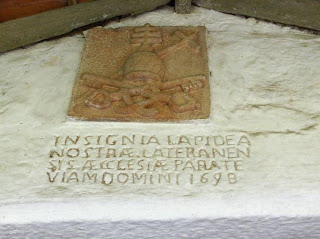 INSIGNIA LAPIDEA
NOSTRÆ LATERANEN
SIS ÆCCLESIÆ PARATE
VIAM DOMINI 1698